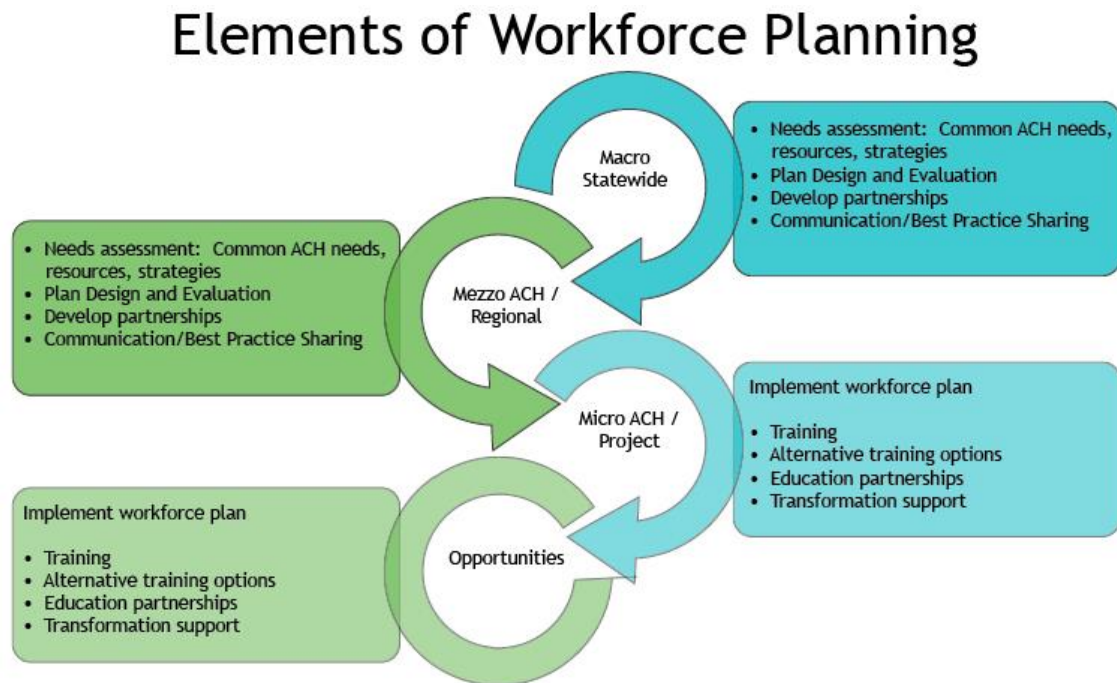 Elements of Workforce Planning
Macro
Statewide
• Needs assessment:  Common ACH needs,
resources, strategies
• Plan Design and Evaluation
• Develop partnerships
• Communication/Best Practice Sharing
• Needs assessment:  Common ACH needs,
resources, strategies
• Plan Design and Evaluation
• Develop partnerships
• Communication/Best Practice Sharing
Mezzo ACH /
Regional
Micro ACH /
Project
Implement workforce plan
• Training
• Alternative training options
• Education partnerships
• Transformation support
Implement workforce plan
• Training
• Alternative training options
• Education partnerships
• Transformation support
Opportunities